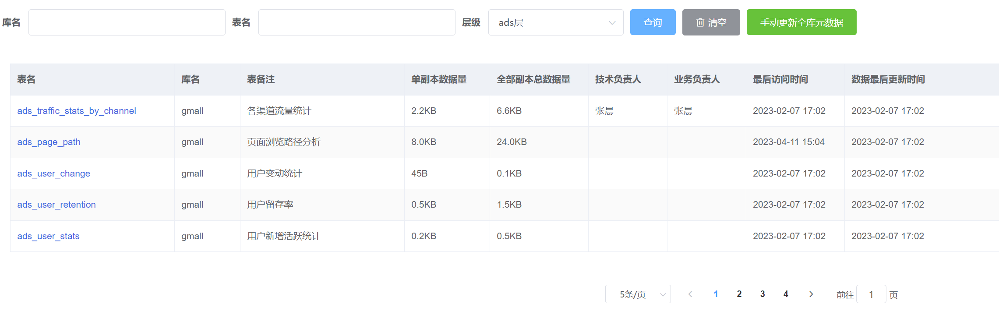 库名 表名 层级 ads层 查询 清空 手动更新全库元数据
表名 库名 表备注 单副本数据量 全部副本总数据量 技术负责人 业务负责人 最后访问时间 数据最后更新时间
ads_traffic_stats_by_channel gmall 各渠道流量统计 2.2KB 6.6KB 张晨 张晨 2023-02-07 17:02 2023-02-07 17:02
ads_page_path gmall 页面浏览路径分析 8.0KB 24.0KB 2023-04-11 15:04 2023-02-07 17:02
ads_user_change gmall 用户变动统计 45B 0.1KB 2023-02-07 17:02 2023-02-07 17:02
ads_user_retention gmall 用户留存率 0.5KB 1.5KB 2023-02-07 17:02 2023-02-07 17:02
ads_user_stats gmall 用户新增活跃统计 0.2KB 0.5KB 2023-02-07 17:02 2023-02-07 17:02
5条/页 1 2 3 4 前往 1 页